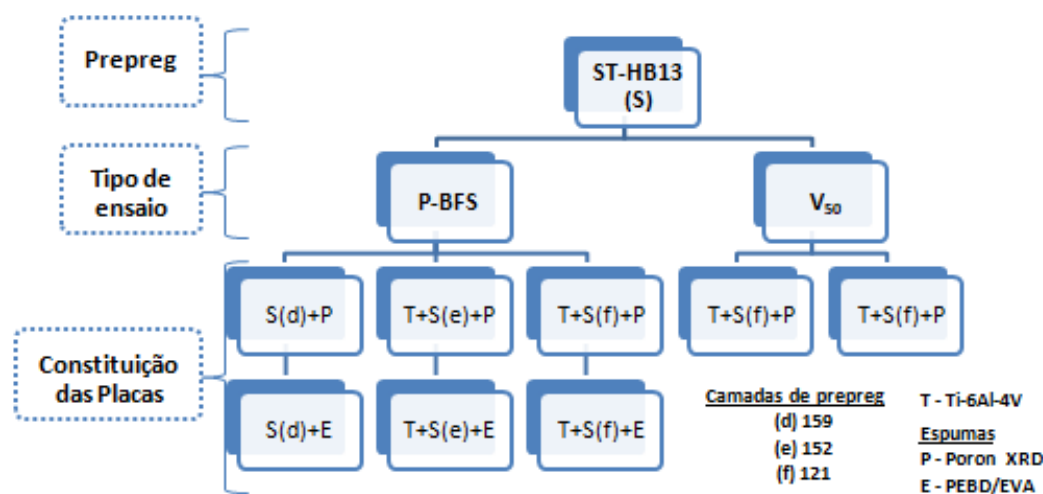 Prepreg
ST-HB13
(S)
Tipo de
ensaio
P-BFS
V₅₀
Constituição
das Placas
S(d)+P
T+S(e)+P
T+S(f)+P
T+S(f)+P
T+S(f)+P
S(d)+E
T+S(e)+E
T+S(f)+E
Camadas de prepreg
(d) 159
(e) 152
(f) 121
T - Ti-6Al-4V
Espumas
P - Poron XRD
E - PEBD/EVA